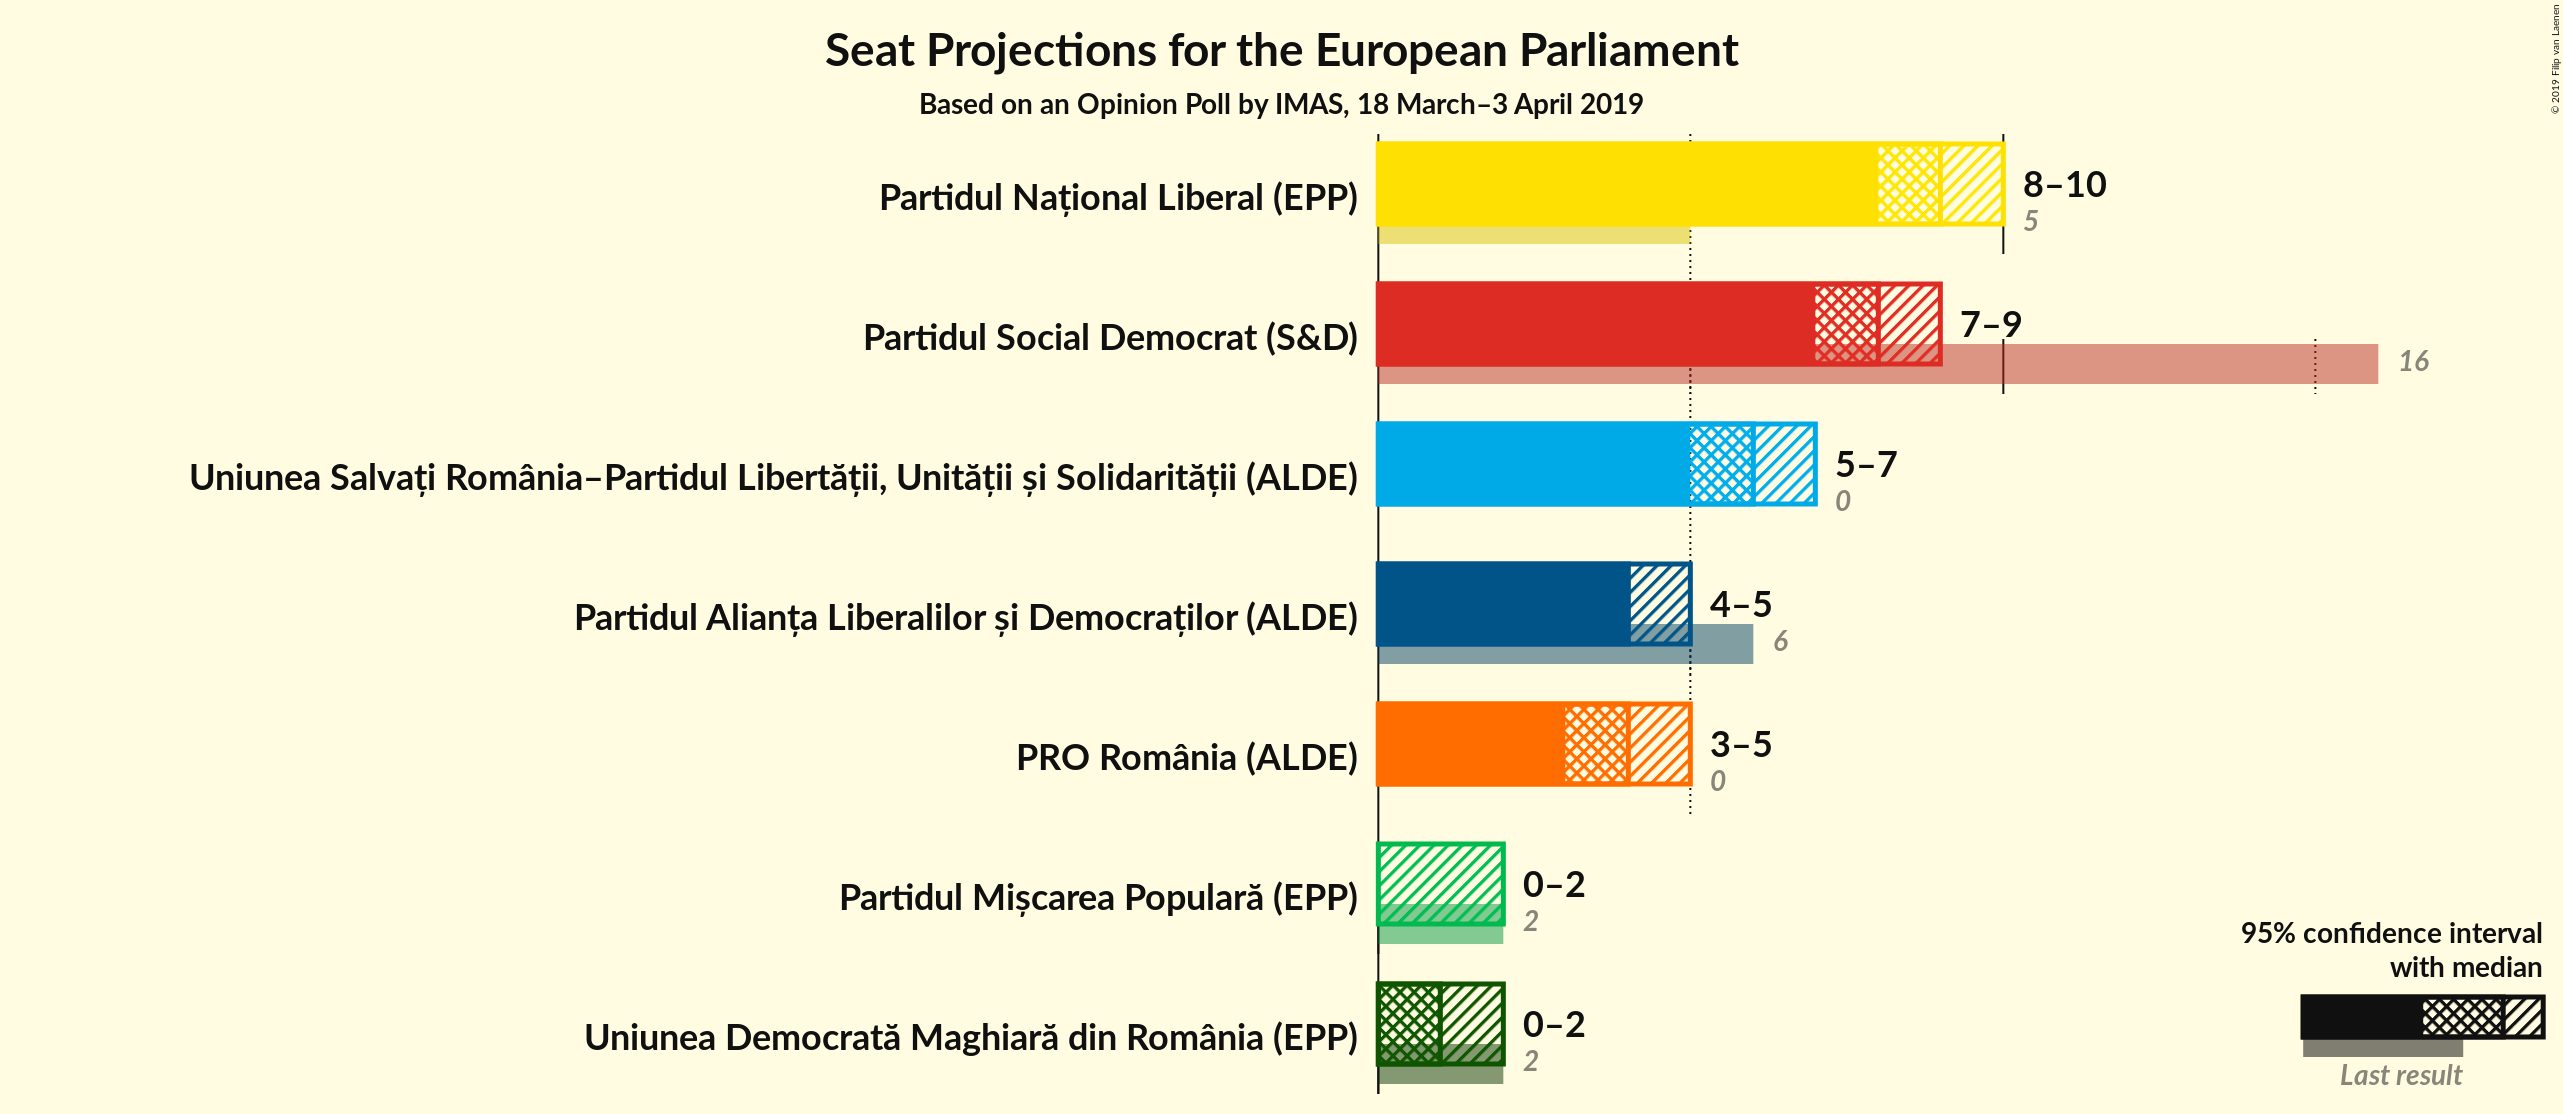 Seat Projections for the European Parliament
Based on an Opinion Poll by IMAS, 18 March–3 April 2019
© 2019 Filip van Laenen
Partidul Național Liberal (EPP)
8–10
5
Partidul Social Democrat (S&D)
7–9
16
Uniunea Salvați România–Partidul Libertății, Unității și Solidarității (ALDE)
5–7
0
Partidul Alianța Liberalilor și Democraților (ALDE)
4–5
6
PRO România (ALDE)
3–5
0
Partidul Mișcarea Populară (EPP)
0–2
2
Uniunea Democrată Maghiară din România (EPP)
0–2
2
95% confidence interval
with median
Last result